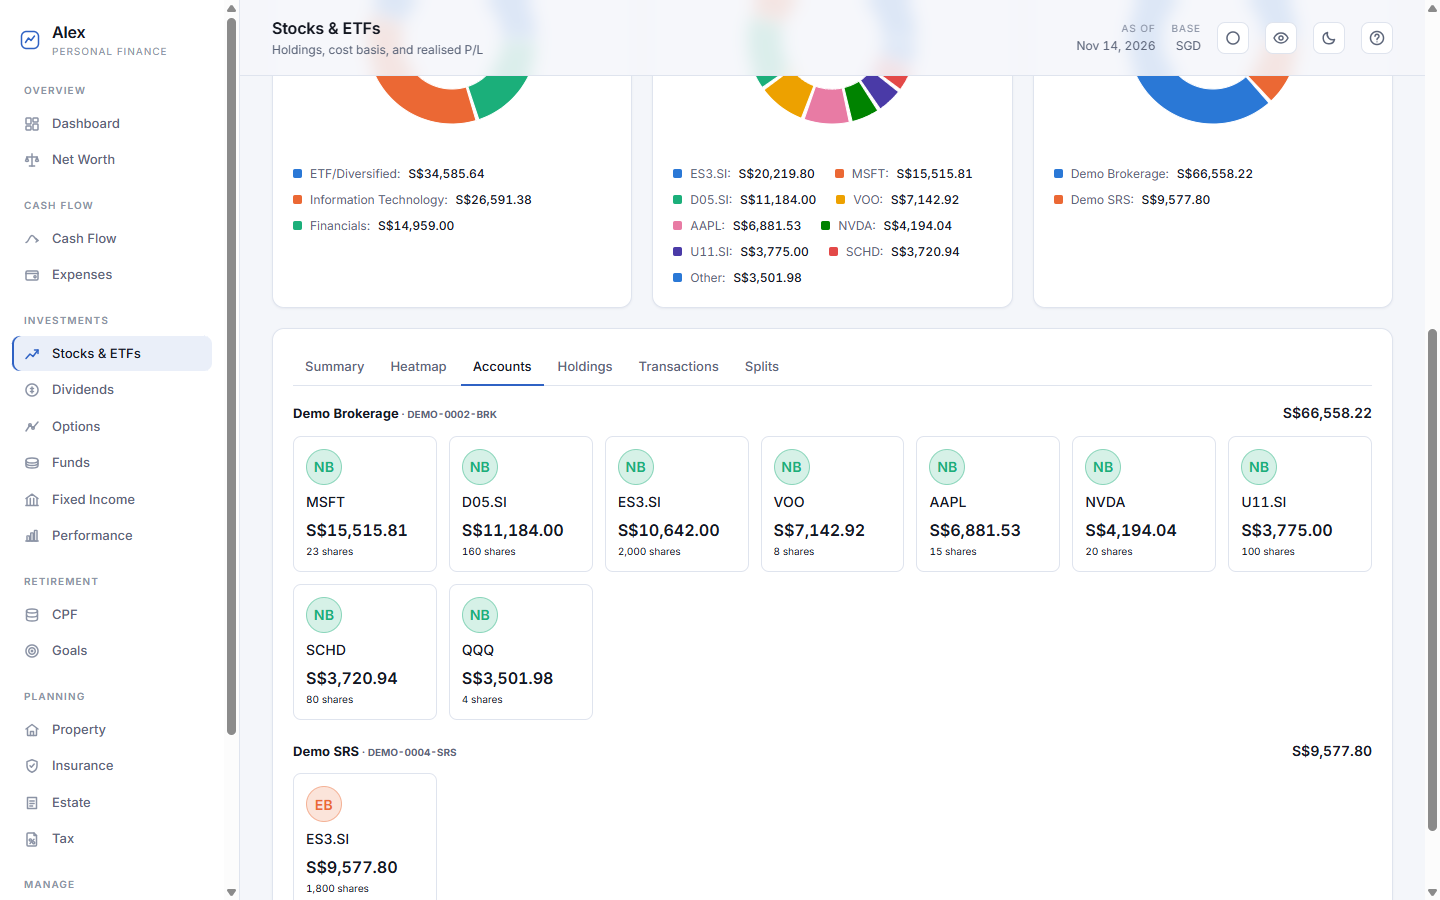 Alex
PERSONAL FINANCE
OVERVIEW
Dashboard
Net Worth
CASH FLOW
Cash Flow
Expenses
INVESTMENTS
Stocks & ETFs
Dividends
Options
Funds
Fixed Income
Performance
RETIREMENT
CPF
Goals
PLANNING
Property
Insurance
Estate
Tax
MANAGE
Stocks & ETFs
Holdings, cost basis, and realised P/L
AS OF
Nov 14, 2026
BASE
SGD
ETF/Diversified: S$34,585.64
Information Technology: S$26,591.38
Financials: S$14,959.00
ES3.SI: S$20,219.80 MSFT: S$15,515.81
D05.SI: S$11,184.00 VOO: S$7,142.92
AAPL: S$6,881.53 NVDA: S$4,194.04
U11.SI: S$3,775.00 SCHD: S$3,720.94
Other: S$3,501.98
Demo Brokerage: S$66,558.22
Demo SRS: S$9,577.80
Summary Heatmap Accounts Holdings Transactions Splits
Demo Brokerage · DEMO-0002-BRK S$66,558.22
NB
MSFT
S$15,515.81
23 shares
NB
D05.SI
S$11,184.00
160 shares
NB
ES3.SI
S$10,642.00
2,000 shares
NB
VOO
S$7,142.92
8 shares
NB
AAPL
S$6,881.53
15 shares
NB
NVDA
S$4,194.04
20 shares
NB
U11.SI
S$3,775.00
100 shares
NB
SCHD
S$3,720.94
80 shares
NB
QQQ
S$3,501.98
4 shares
Demo SRS · DEMO-0004-SRS S$9,577.80
EB
ES3.SI
S$9,577.80
1,800 shares